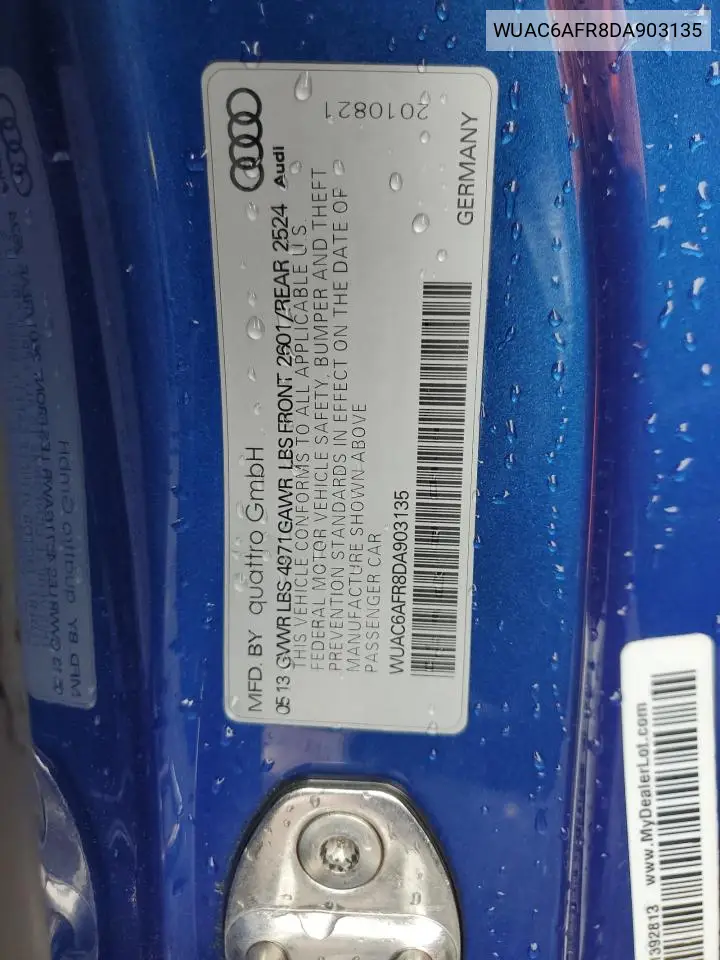 WUAC6AFR8DA903135
2010821
Audi
GERMANY
MFD. BY quattro GmbH
05 13 GVWR LBS 4971 GAWR LBS FRONT 2601/REAR 2524
THIS VEHICLE CONFORMS TO ALL APPLICABLE U.S.
FEDERAL MOTOR VEHICLE SAFETY, BUMPER AND THEFT
PREVENTION STANDARDS IN EFFECT ON THE DATE OF
MANUFACTURE SHOWN ABOVE
PASSENGER CAR
WUAC6AFR8DA903135
www.MyDealerLot.com
392813